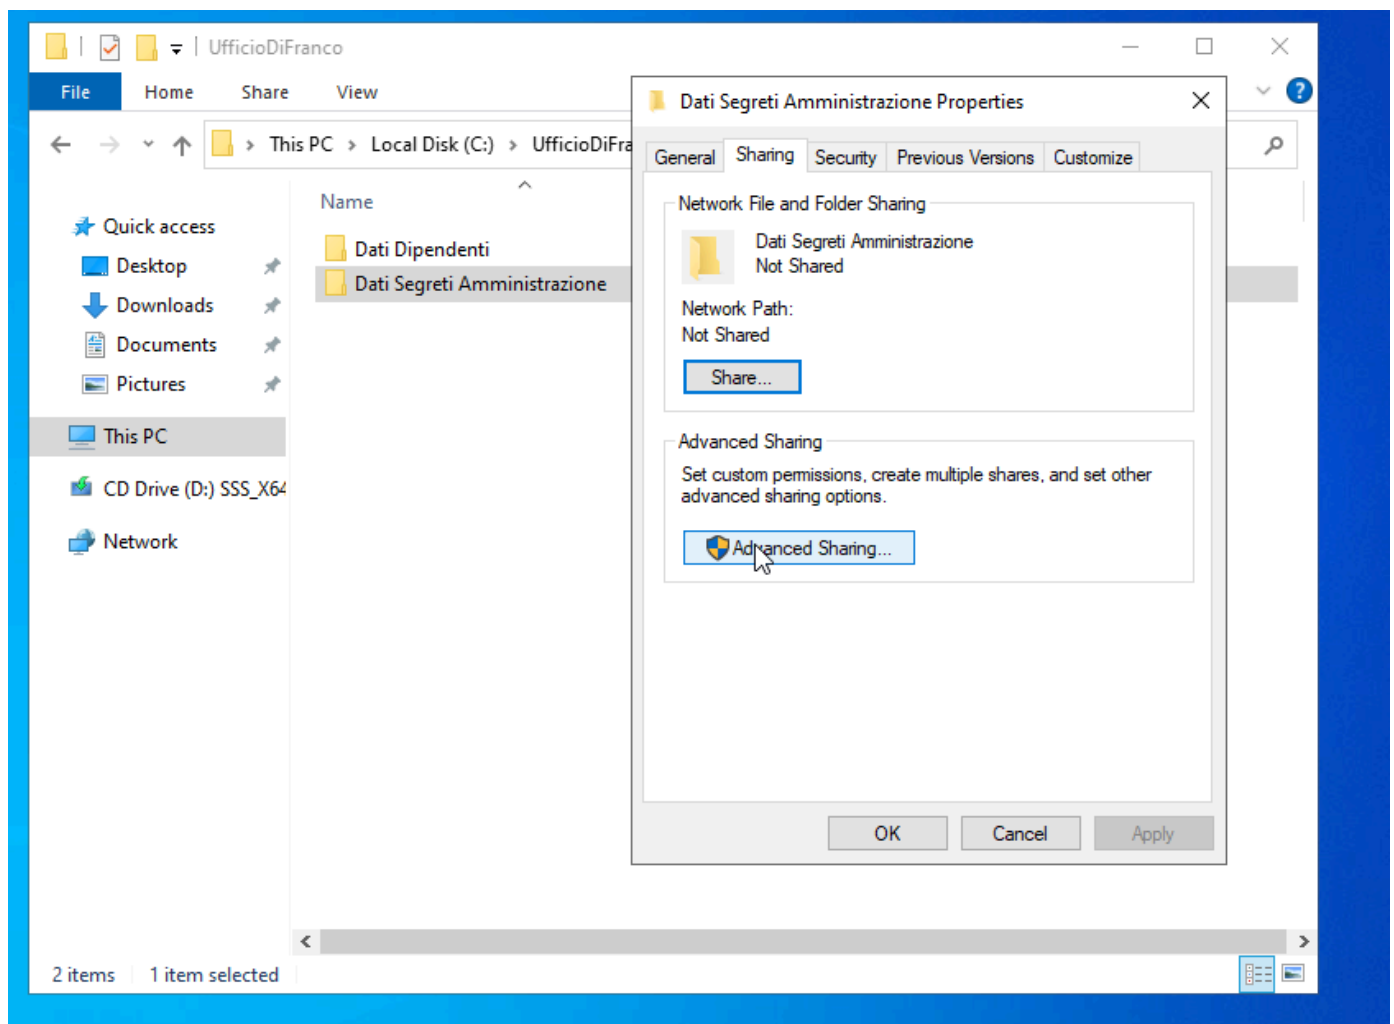 UfficioDiFranco
File Home Share View
This PC > Local Disk (C:) > UfficioDiFra
Quick access
Desktop
Downloads
Documents
Pictures
This PC
CD Drive (D:) SSS_X64
Network
Name
Dati Dipendenti
Dati Segreti Amministrazione
Dati Segreti Amministrazione Properties
General Sharing Security Previous Versions Customize
Network File and Folder Sharing
Dati Segreti Amministrazione
Not Shared
Network Path:
Not Shared
Share...
Advanced Sharing
Set custom permissions, create multiple shares, and set other
advanced sharing options.
Advanced Sharing...
OK Cancel Apply
2 items 1 item selected